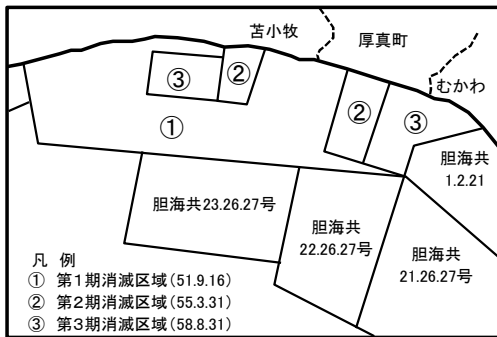 苫小牧
厚真町
むかわ
③
②
①
②
③
胆海共
1.2.21
胆海共23.26.27号
胆海共
22.26.27号
胆海共
21.26.27号
凡 例
① 第1期消滅区域(51.9.16)
② 第2期消滅区域(55.3.31)
③ 第3期消滅区域(58.8.31)